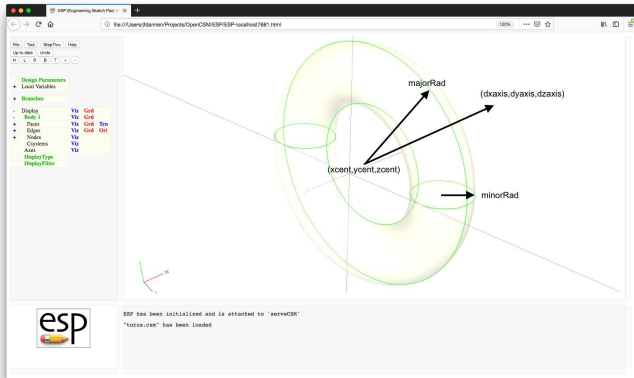 ESP (Engineering Sketch Pad, V
file:///Users/jdannen/Projects/OpenCSM/ESP/ESP-localhost7681.html
100%
File Tool StepThru Help
Up to date Undo
H L R B T + -
Design Parameters
+ Local Variables
+ Branches
- Display Viz Grd
- Body 1 Viz Grd
+ Faces Viz Grd Trn
+ Edges Viz Grd Ori
+ Nodes Viz
Csystems Viz
Axes Viz
DisplayType
DisplayFilter
majorRad
(dxaxis,dyaxis,dzaxis)
(xcent,ycent,zcent)
minorRad
esp
ESP has been initialized and is attached to 'serveCSM'
"torus.csm" has been loaded